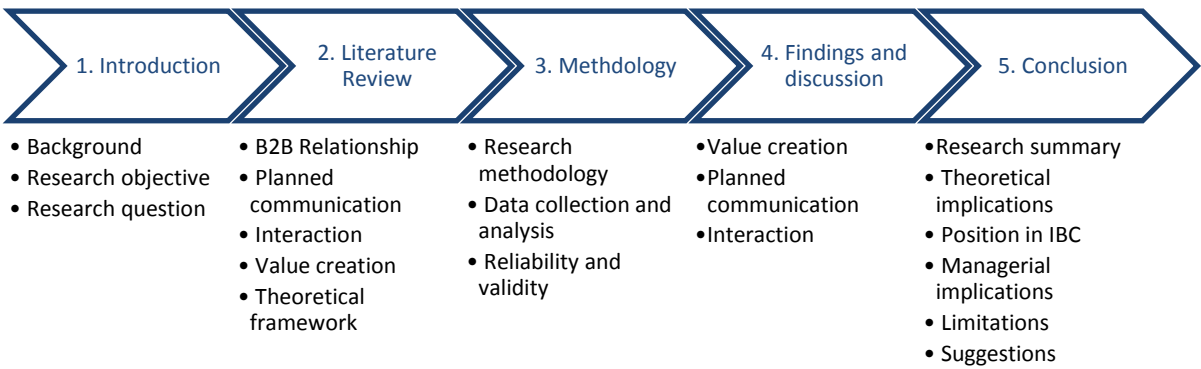 1. Introduction
2. Literature
Review
3. Methdology
4. Findings and
discussion
5. Conclusion
• Background
• Research objective
• Research question
• B2B Relationship
• Planned
communication
• Interaction
• Value creation
• Theoretical
framework
• Research
methodology
• Data collection and
analysis
• Reliability and
validity
•Value creation
•Planned
communication
•Interaction
•Research summary
• Theoretical
implications
• Position in IBC
• Managerial
implications
• Limitations
• Suggestions